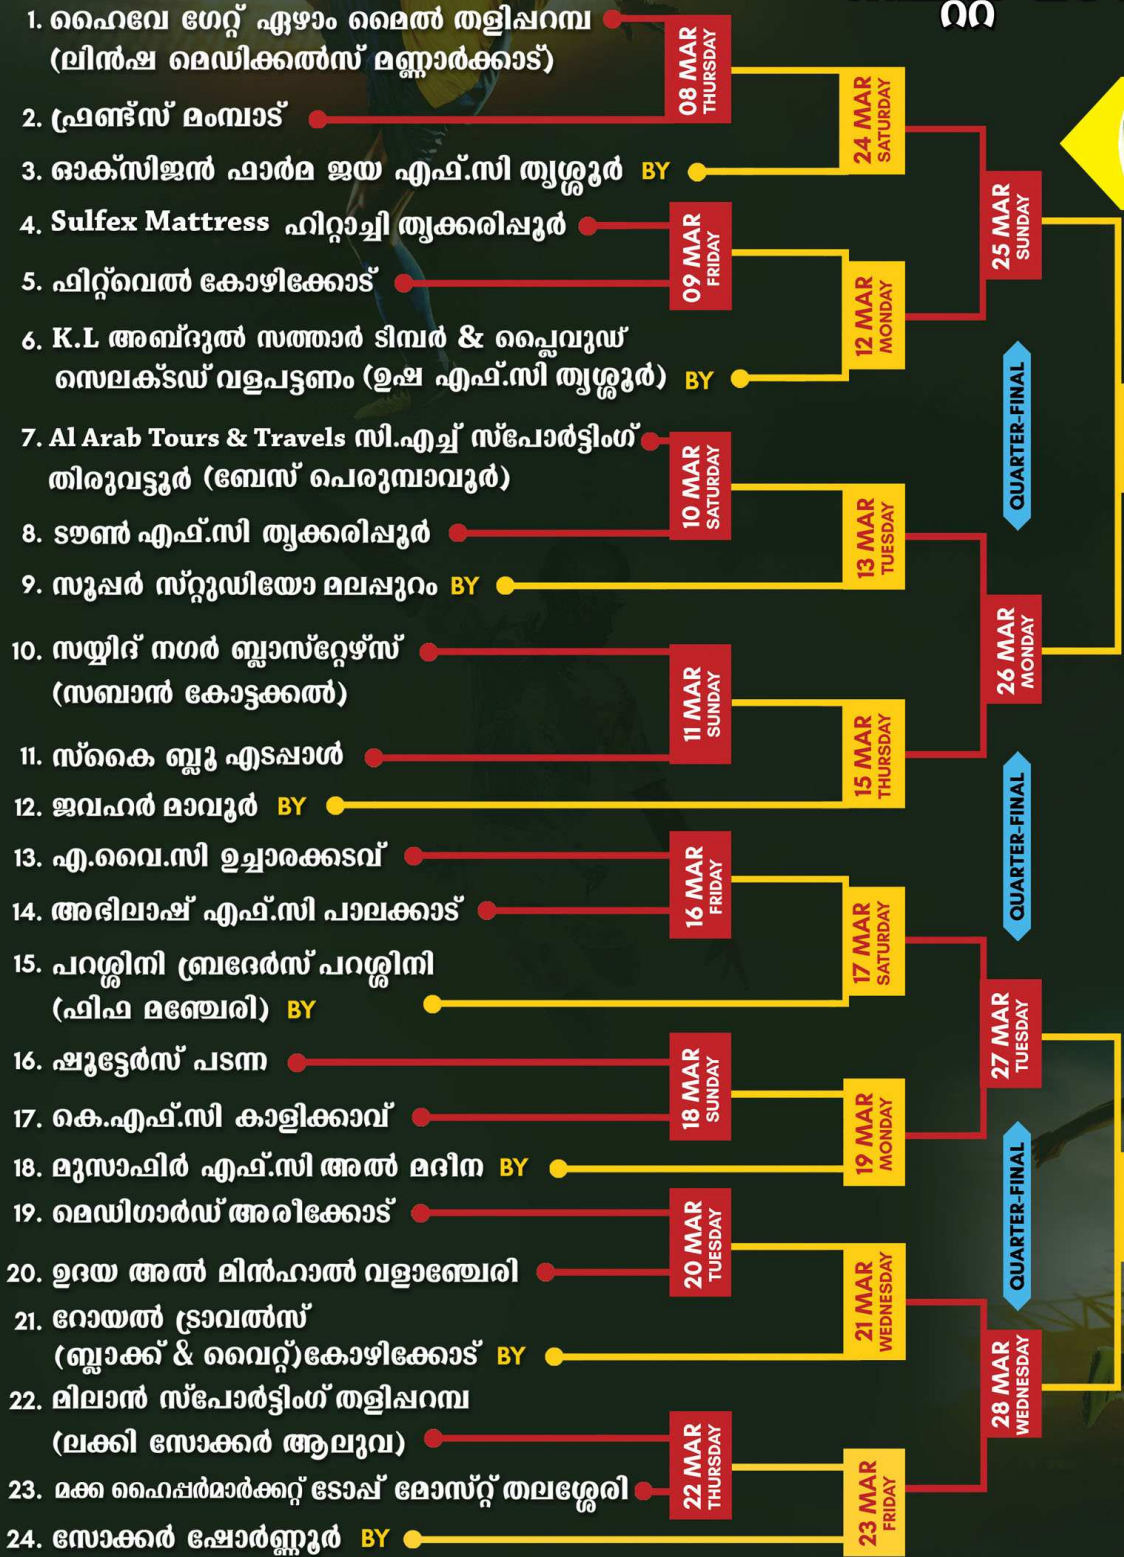 റ്റ
1. ഹൈവേ ഗേറ്റ് ഏഴാം മൈൽ തളിപ്പറമ്പ
(ലിൻഷ മെഡിക്കൽസ് മണ്ണാർക്കാട്)
2. ഫ്രണ്ട്സ് മംമ്പാട്
08 MAR
THURSDAY
3. ഓക്സിജൻ ഫാർമ ജയ എഫ്.സി തൃശ്ശൂർ BY
24 MAR
SATURDAY
4. Sulfex Mattress ഹിറ്റാച്ചി തൃക്കരിപ്പൂർ
5. ഫിറ്റ്‌വെൽ കോഴിക്കോട്
09 MAR
FRIDAY
25 MAR
SUNDAY
6. K.L അബ്ദുൽ സത്താർ ടിമ്പർ & പ്ലൈവുഡ്
സെലക്ടഡ് വളപട്ടണം (ഉഷ എഫ്.സി തൃശ്ശൂർ) BY
12 MAR
MONDAY
QUARTER-FINAL
7. Al Arab Tours & Travels സി.എച്ച് സ്പോർട്ടിംഗ്
തിരുവട്ടൂർ (ബേസ് പെരുമ്പാവൂർ)
8. ടൗൺ എഫ്.സി തൃക്കരിപ്പൂർ
10 MAR
SATURDAY
9. സൂപ്പർ സ്റ്റുഡിയോ മലപ്പുറം BY
13 MAR
TUESDAY
10. സയ്യിദ് നഗർ ബ്ലാസ്റ്റേഴ്സ്
(സബാൻ കോട്ടക്കൽ)
11. സ്കൈ ബ്ലൂ എടപ്പാൾ
11 MAR
SUNDAY
26 MAR
MONDAY
12. ജവഹർ മാവൂർ BY
15 MAR
THURSDAY
13. എ.വൈ.സി ഉച്ചാരക്കടവ്
14. അഭിലാഷ് എഫ്.സി പാലക്കാട്
16 MAR
FRIDAY
QUARTER-FINAL
15. പറശ്ശിനി ബ്രദേർസ് പറശ്ശിനി
(ഫിഫ മഞ്ചേരി) BY
17 MAR
SATURDAY
16. ഷൂട്ടേർസ് പടന്ന
17. കെ.എഫ്.സി കാളിക്കാവ്
18 MAR
SUNDAY
27 MAR
TUESDAY
18. മുസാഫിർ എഫ്.സി അൽ മദീന BY
19 MAR
MONDAY
19. മെഡിഗാർഡ് അരീക്കോട്
20. ഉദയ അൽ മിൻഹാൽ വളാഞ്ചേരി
20 MAR
TUESDAY
QUARTER-FINAL
21. റോയൽ ട്രാവൽസ്
(ബ്ലാക്ക് & വൈറ്റ്)കോഴിക്കോട് BY
21 MAR
WEDNESDAY
22. മിലാൻ സ്പോർട്ടിംഗ് തളിപ്പറമ്പ
(ലക്കി സോക്കർ ആലുവ)
23. മക്ക ഹൈപ്പർമാർക്കറ്റ് ടോപ്പ് മോസ്റ്റ് തലശ്ശേരി
22 MAR
THURSDAY
28 MAR
WEDNESDAY
24. സോക്കർ ഷോർണ്ണൂർ BY
23 MAR
FRIDAY